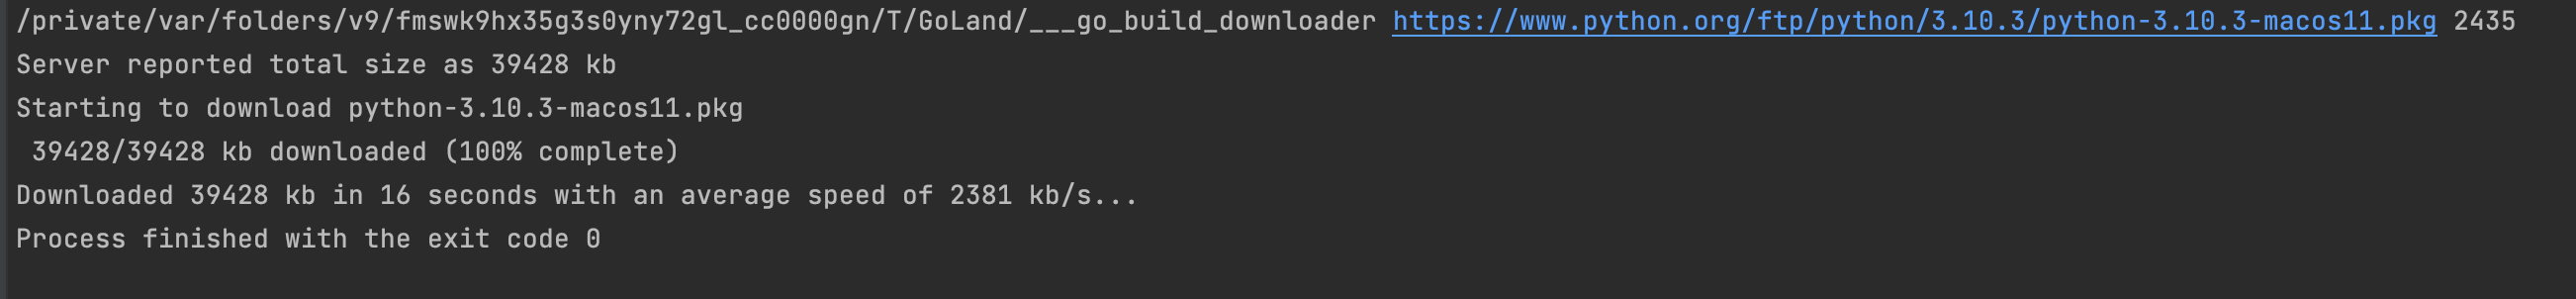 /private/var/folders/v9/fmswk9hx35g3s0yny72gl_cc0000gn/T/GoLand/___go_build_downloader https://www.python.org/ftp/python/3.10.3/python-3.10.3-macos11.pkg 2435
Server reported total size as 39428 kb
Starting to download python-3.10.3-macos11.pkg
 39428/39428 kb downloaded (100% complete)
Downloaded 39428 kb in 16 seconds with an average speed of 2381 kb/s...
Process finished with the exit code 0